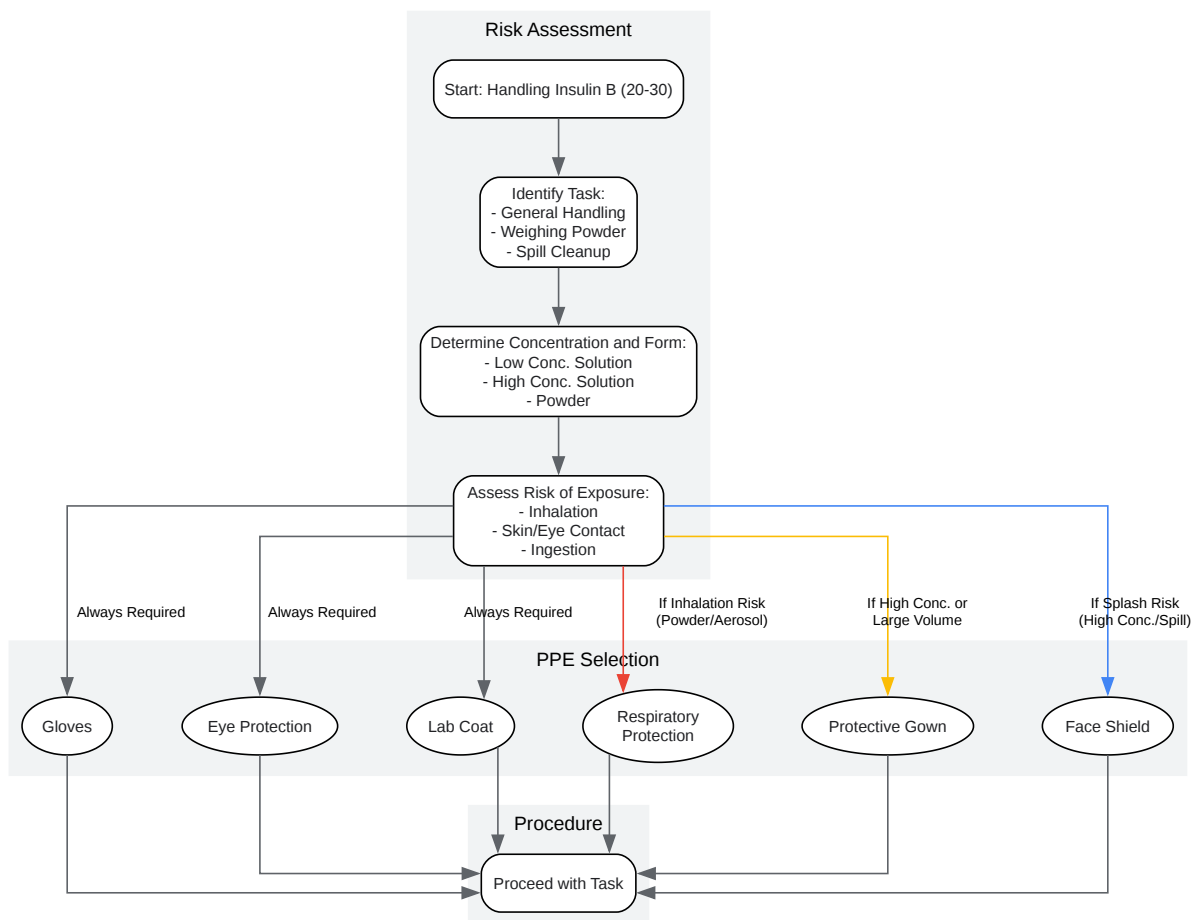 Risk Assessment
Start: Handling Insulin B (20-30)
Identify Task:
- General Handling
- Weighing Powder
- Spill Cleanup
Determine Concentration and Form:
- Low Conc. Solution
- High Conc. Solution
- Powder
Assess Risk of Exposure:
- Inhalation
- Skin/Eye Contact
- Ingestion
Always Required
Always Required
Always Required
If Inhalation Risk
(Powder/Aerosol)
If High Conc. or
Large Volume
If Splash Risk
(High Conc./Spill)
PPE Selection
Gloves
Eye Protection
Lab Coat
Respiratory
Protection
Protective Gown
Face Shield
Procedure
Proceed with Task